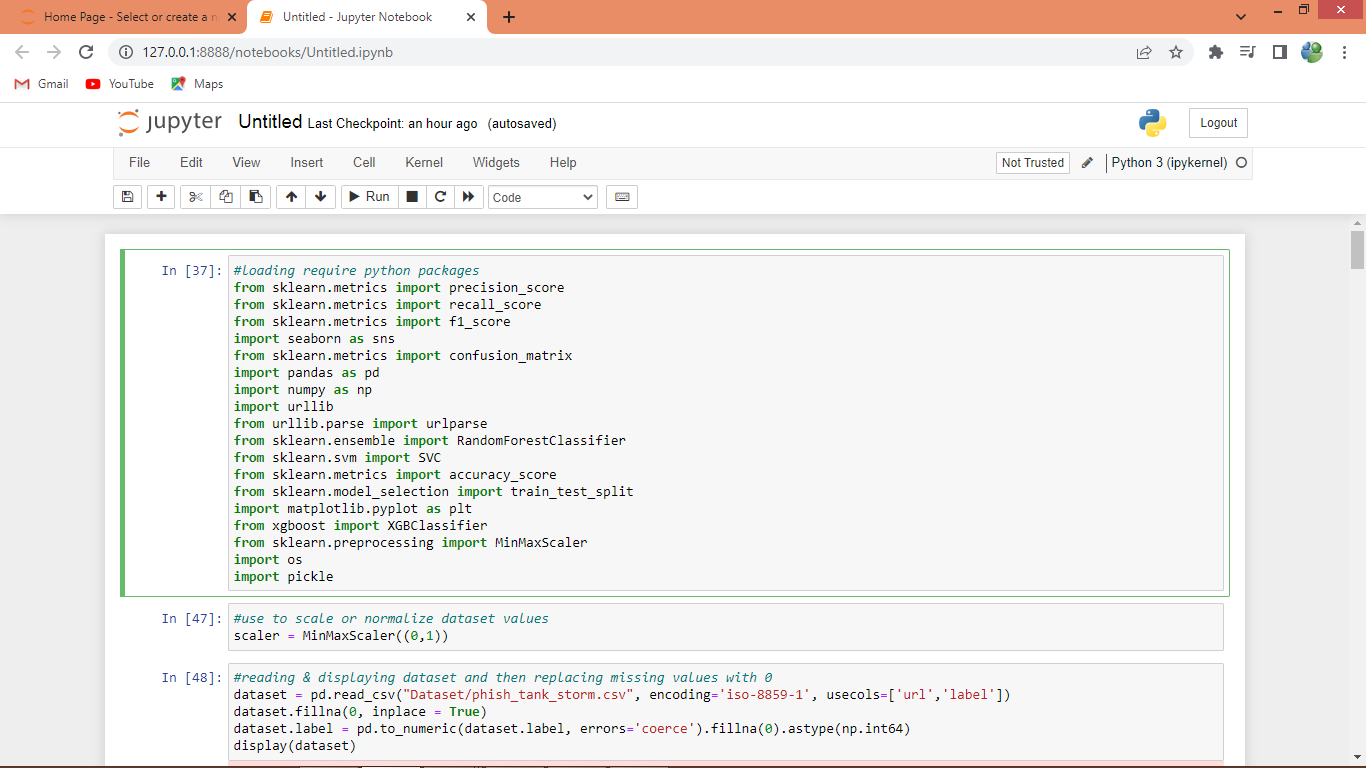 Home Page - Select or create a n
Untitled - Jupyter Notebook
127.0.0.1:8888/notebooks/Untitled.ipynb
Gmail YouTube Maps
jupyter Untitled Last Checkpoint: an hour ago (autosaved) Logout
File Edit View Insert Cell Kernel Widgets Help Not Trusted Python 3 (ipykernel)
Run Code
In [37]: #loading require python packages
from sklearn.metrics import precision_score
from sklearn.metrics import recall_score
from sklearn.metrics import f1_score
import seaborn as sns
from sklearn.metrics import confusion_matrix
import pandas as pd
import numpy as np
import urllib
from urllib.parse import urlparse
from sklearn.ensemble import RandomForestClassifier
from sklearn.svm import SVC
from sklearn.metrics import accuracy_score
from sklearn.model_selection import train_test_split
import matplotlib.pyplot as plt
from xgboost import XGBClassifier
from sklearn.preprocessing import MinMaxScaler
import os
import pickle
In [47]: #use to scale or normalize dataset values
scaler = MinMaxScaler((0,1))
In [48]: #reading & displaying dataset and then replacing missing values with 0
dataset = pd.read_csv("Dataset/phish_tank_storm.csv", encoding='iso-8859-1', usecols=['url','label'])
dataset.fillna(0, inplace = True)
dataset.label = pd.to_numeric(dataset.label, errors='coerce').fillna(0).astype(np.int64)
display(dataset)